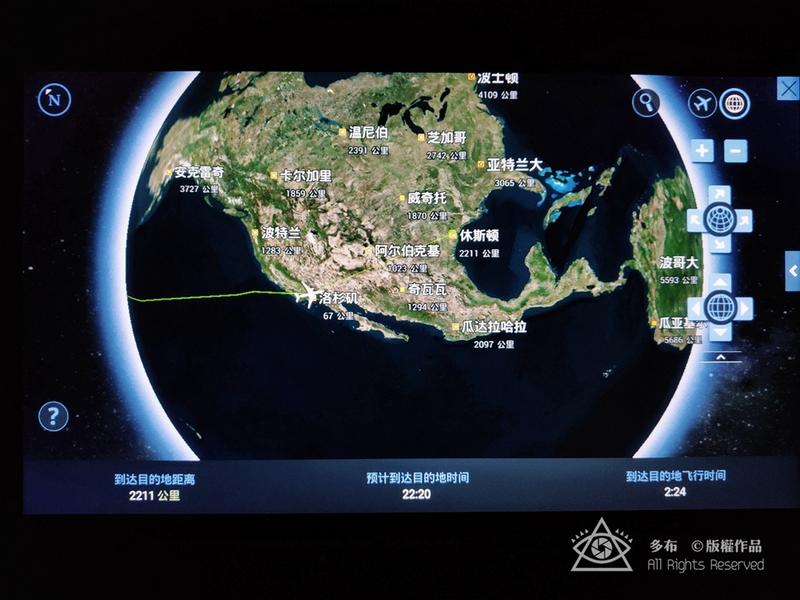 N
波士顿
4109 公里
温尼伯
2391 公里
芝加哥
2742 公里
亚特兰大
3065 公里
安克雷奇
3727 公里
卡尔加里
1859 公里
威奇托
1870 公里
波特兰
1283 公里
休斯顿
2211 公里
阿尔伯克基
1023 公里
波哥大
5593 公里
洛杉矶
67 公里
奇瓦瓦
1294 公里
瓜达拉哈拉
2097 公里
瓜亚基尔
5686 公里
?
到达目的地距离
2211 公里
预计到达目的地时间
22:20
到达目的地飞行时间
2:24
多布 ©版權作品
All Rights Reserved